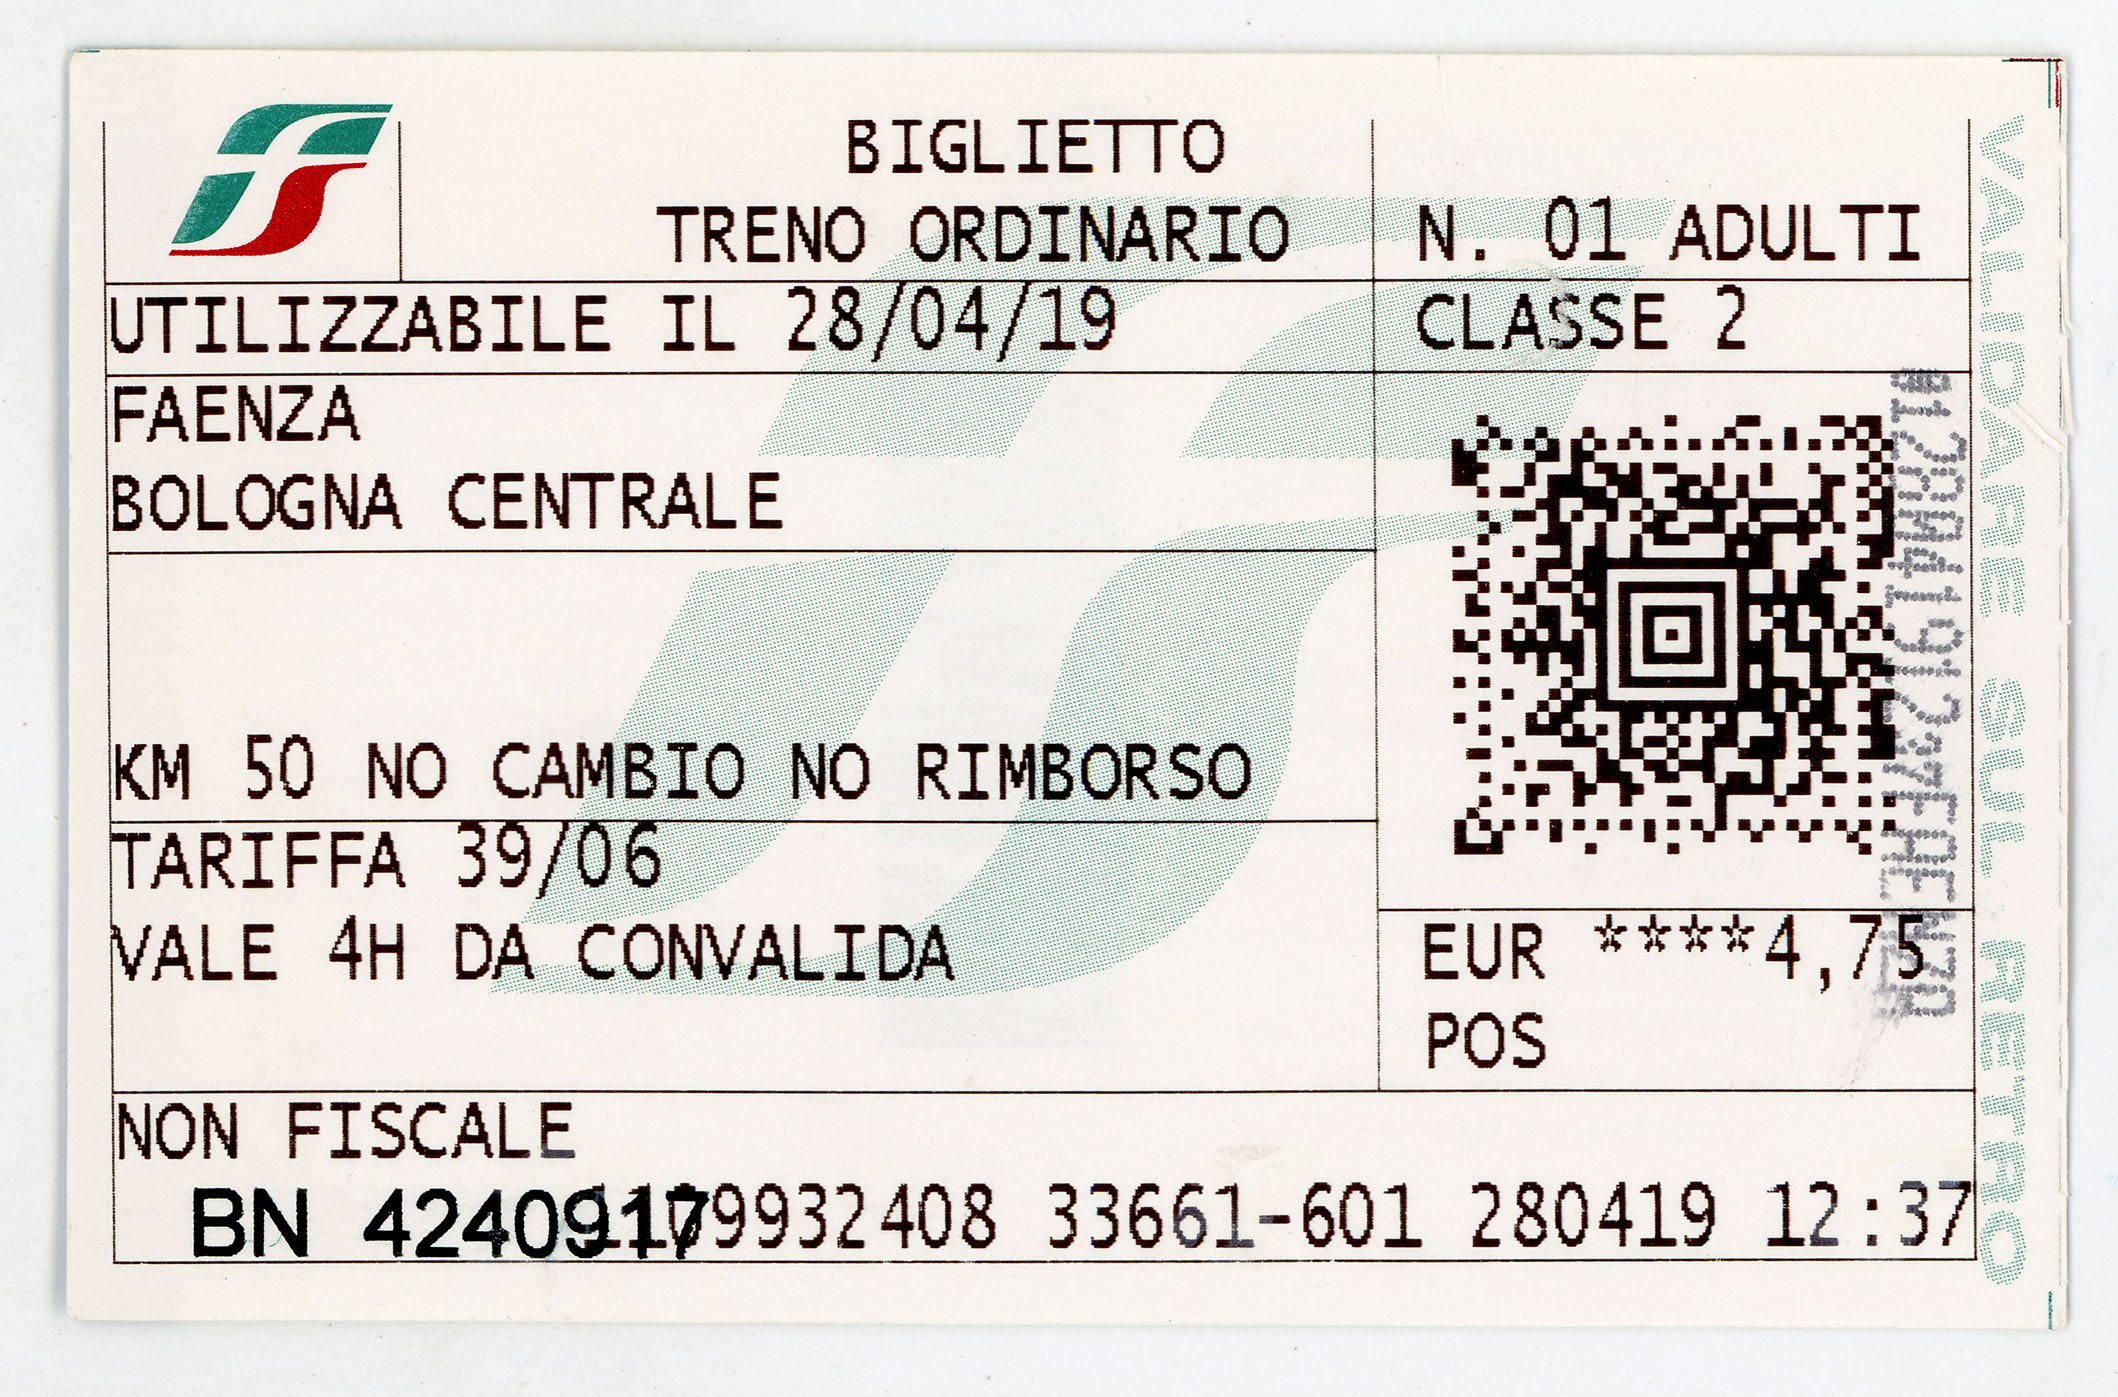 BIGLIETTO
TRENO ORDINARIO
N. 01 ADULTI
UTILIZZABILE IL 28/04/19
CLASSE 2
FAENZA
BOLOGNA CENTRALE
KM 50 NO CAMBIO NO RIMBORSO
TARIFFA 39/06
VALE 4H DA CONVALIDA
EUR ****4,75
POS
NON FISCALE
BN 4240917
9932408 33661-601 280419 12:37
VALIDARE SUL RETRO